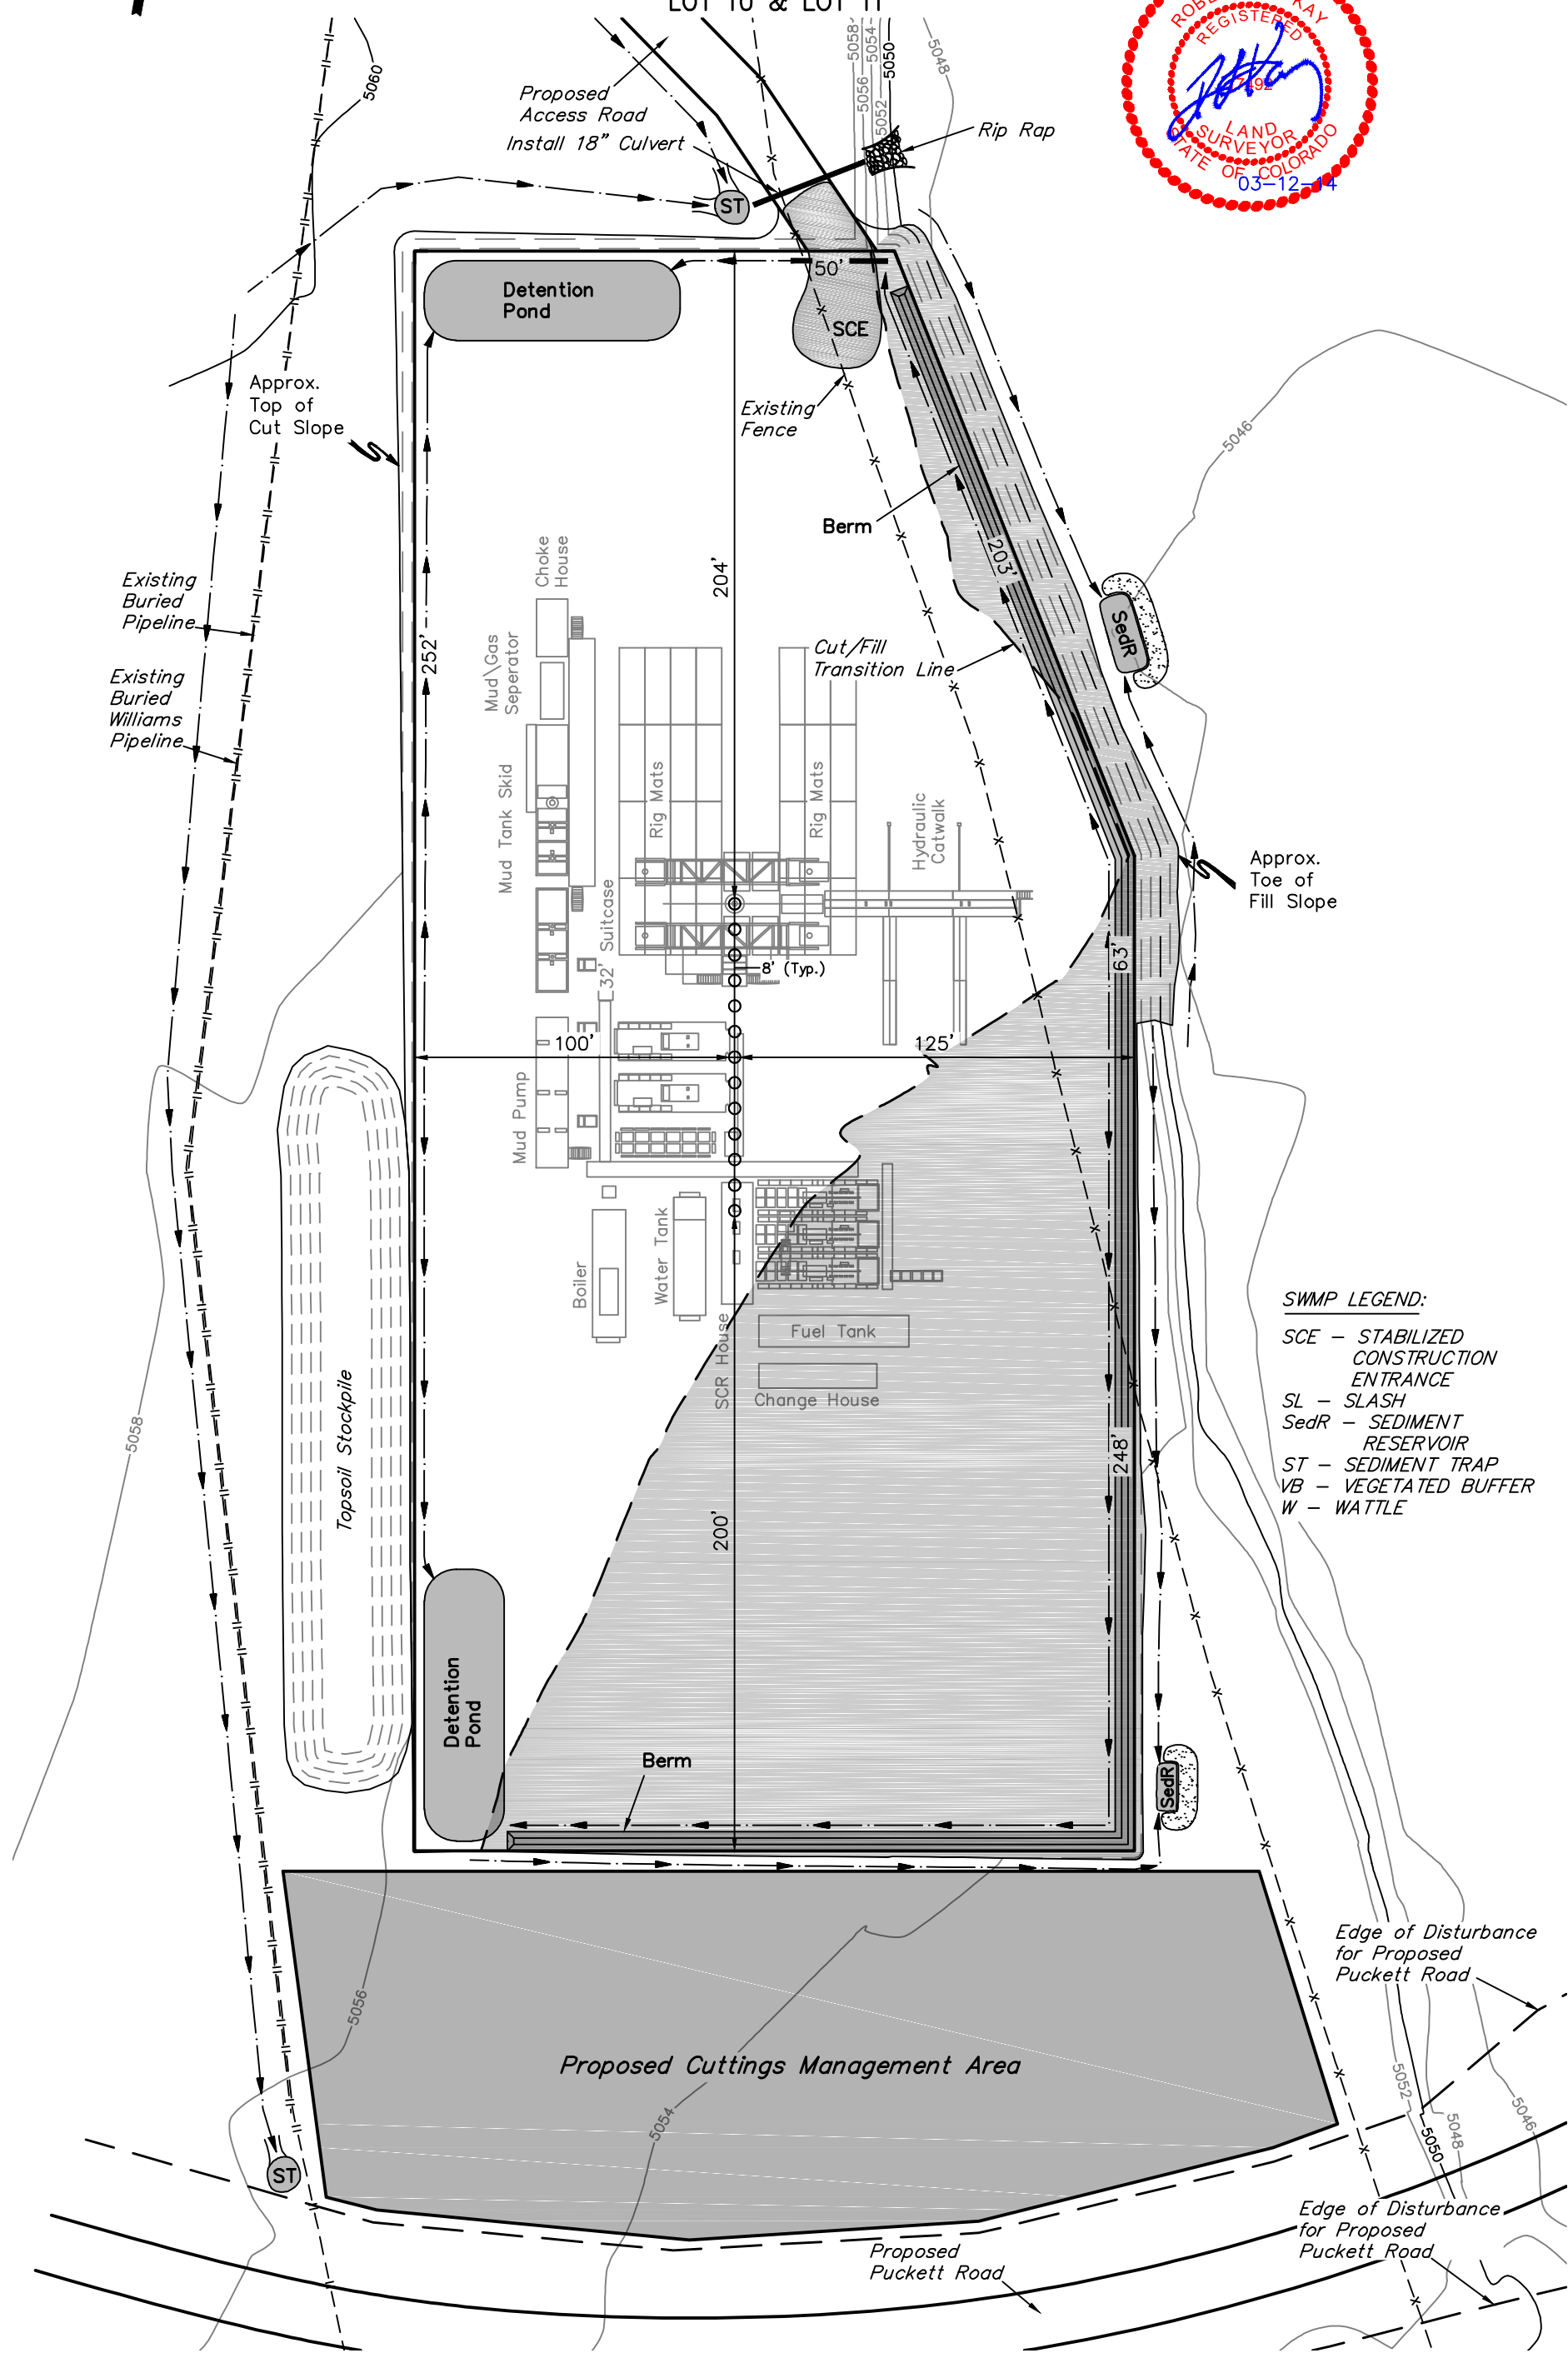 LOT 10 & LOT 11
REGISTERED
LAND
SURVEYOR
STATE OF COLORADO
03-12-14
5060
5058
5056
5054
5052
5050
5048
Proposed
Access Road
Install 18" Culvert
Rip Rap
ST
50'
Detention
Pond
SCE
Approx.
Top of
Cut Slope
Existing
Fence
5046
Berm
204'
203'
Choke
House
Existing
Buried
Pipeline
252'
Mud\Gas
Seperator
SedR
Cut/Fill
Transition Line
Existing
Buried
Williams
Pipeline
Mud Tank Skid
Rig Mats
Rig Mats
Hydraulic
Catwalk
Approx.
Toe of
Fill Slope
32' Suitcase
63'
8' (Typ.)
100'
125'
Mud Pump
Boiler
Water Tank
SCR House
Fuel Tank
Change House
SWMP LEGEND:
SCE – STABILIZED
CONSTRUCTION
ENTRANCE
SL – SLASH
SedR – SEDIMENT
RESERVOIR
ST – SEDIMENT TRAP
VB – VEGETATED BUFFER
W – WATTLE
5058
Topsoil Stockpile
248'
200'
Detention
Pond
Berm
SedR
Edge of Disturbance
for Proposed
Puckett Road
5056
Proposed Cuttings Management Area
5054
5052
5050
5048
5046
ST
Edge of Disturbance
for Proposed
Puckett Road
Proposed
Puckett Road